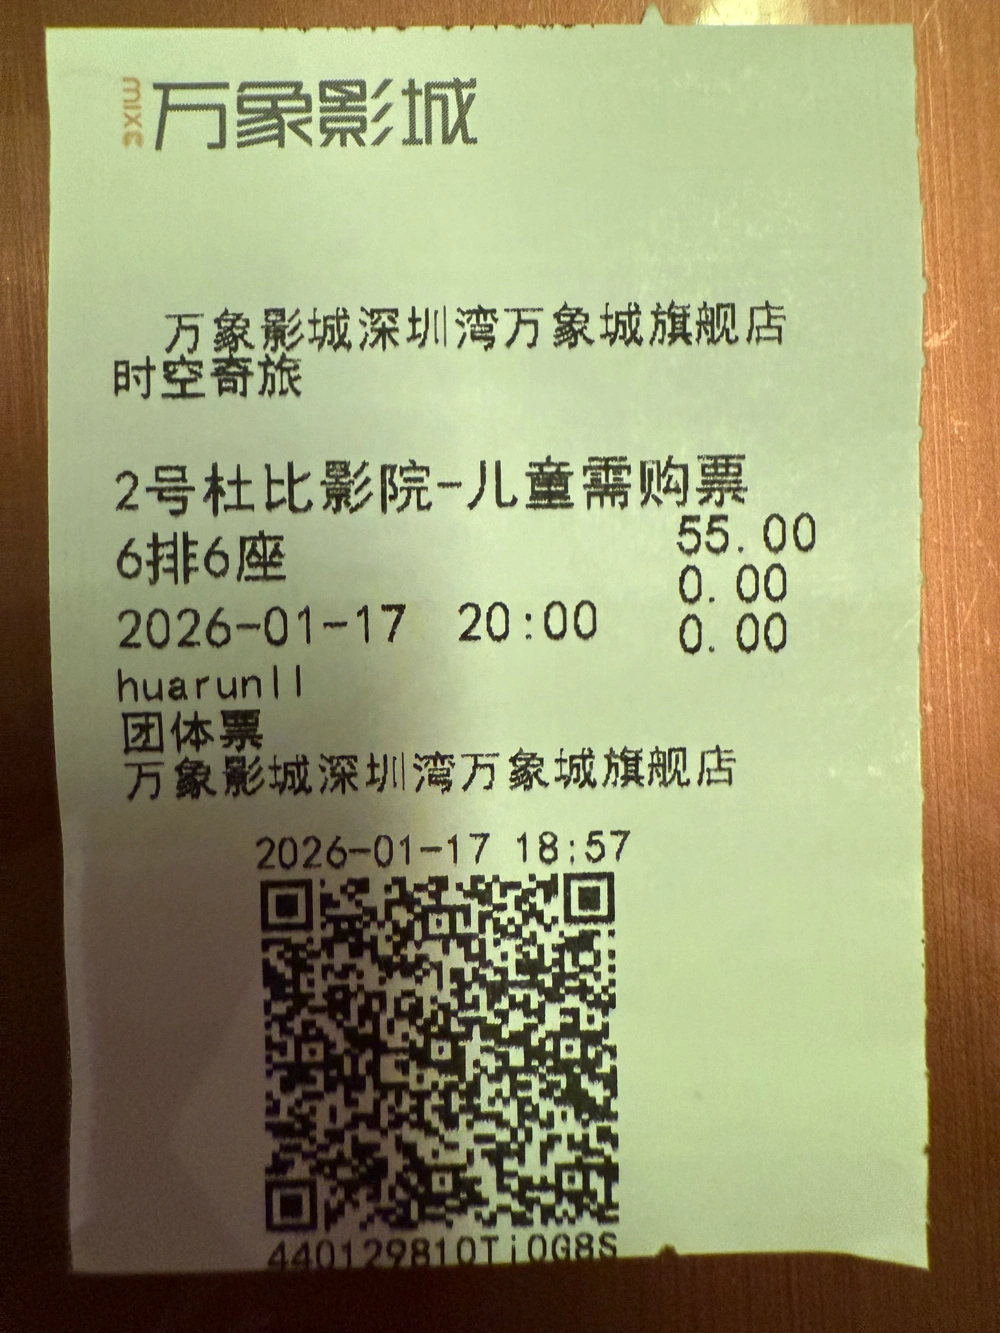 MIXC 万象影城
万象影城深圳湾万象城旗舰店
时空奇旅
2号杜比影院-儿童需购票
6排6座 55.00
0.00
2026-01-17 20:00 0.00
huarunll
团体票
万象影城深圳湾万象城旗舰店
2026-01-17 18:57
440129810Ti0G8S